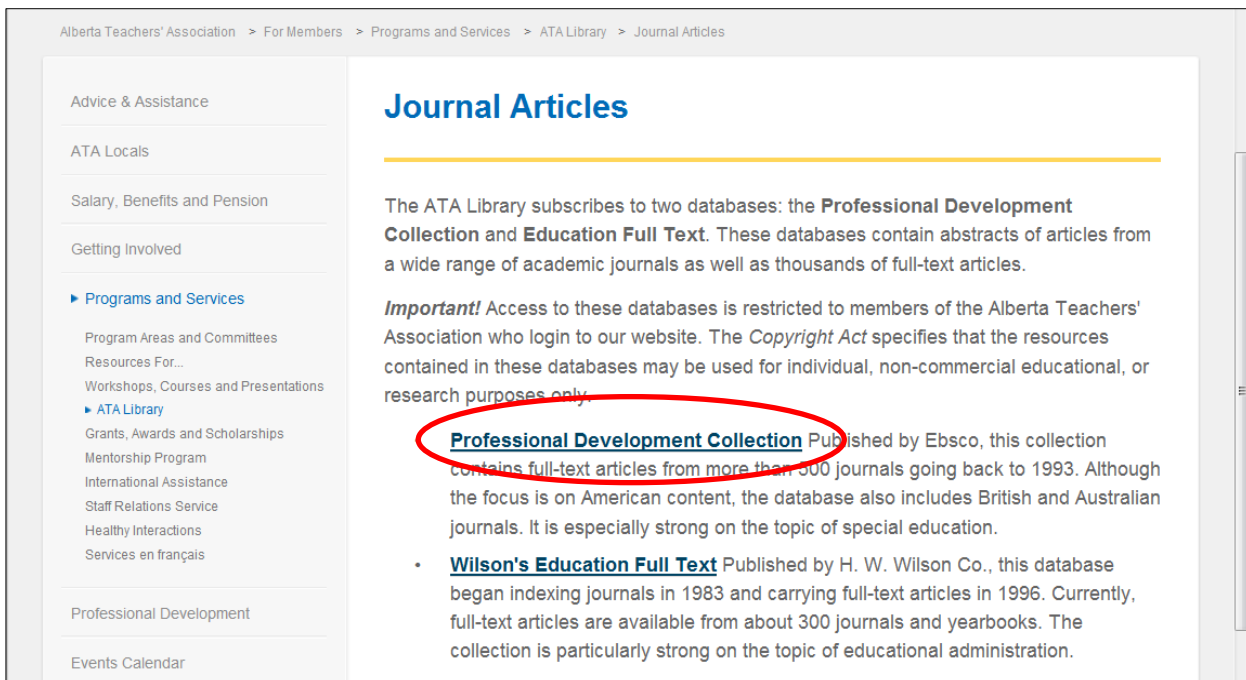 Alberta Teachers' Association > For Members > Programs and Services > ATA Library > Journal Articles
Advice & Assistance
ATA Locals
Salary, Benefits and Pension
Getting Involved
Programs and Services
Program Areas and Committees
Resources For...
Workshops, Courses and Presentations
ATA Library
Grants, Awards and Scholarships
Mentorship Program
International Assistance
Staff Relations Service
Healthy Interactions
Services en français
Professional Development
Events Calendar
Journal Articles
The ATA Library subscribes to two databases: the Professional Development
Collection and Education Full Text. These databases contain abstracts of articles from
a wide range of academic journals as well as thousands of full-text articles.
Important! Access to these databases is restricted to members of the Alberta Teachers'
Association who login to our website. The Copyright Act specifies that the resources
contained in these databases may be used for individual, non-commercial educational, or
research purposes only.
Professional Development Collection Published by Ebsco, this collection
contains full-text articles from more than 500 journals going back to 1993. Although
the focus is on American content, the database also includes British and Australian
journals. It is especially strong on the topic of special education.
• Wilson's Education Full Text Published by H. W. Wilson Co., this database
began indexing journals in 1983 and carrying full-text articles in 1996. Currently,
full-text articles are available from about 300 journals and yearbooks. The
collection is particularly strong on the topic of educational administration.